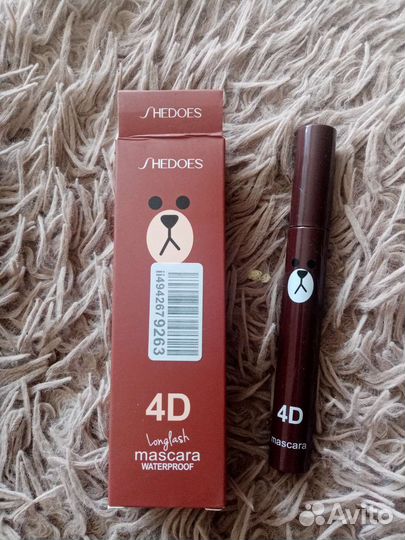 SHEDOES
SHEDOES
ii4942679263
4D
Longlash
mascara
WATERPROOF
4D
mascara
Avito